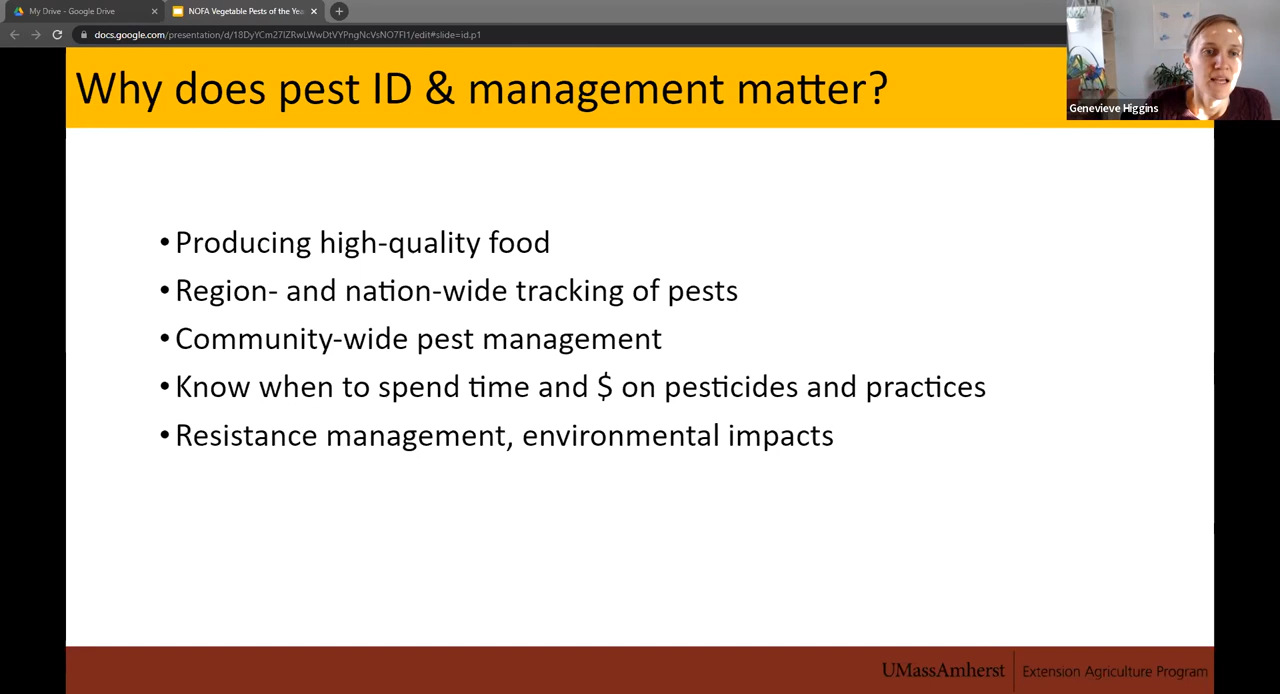 My Drive - Google Drive
NOFA Vegetable Pests of the Yea
docs.google.com/presentation/d/18DyYCm27IZRwLWwDtVYPngNcVsNO7FI1/edit#slide=id.p1
Why does pest ID & management matter?
Genevieve Higgins
•Producing high-quality food
•Region- and nation-wide tracking of pests
•Community-wide pest management
•Know when to spend time and $ on pesticides and practices
•Resistance management, environmental impacts
UMassAmherst
Extension Agriculture Program